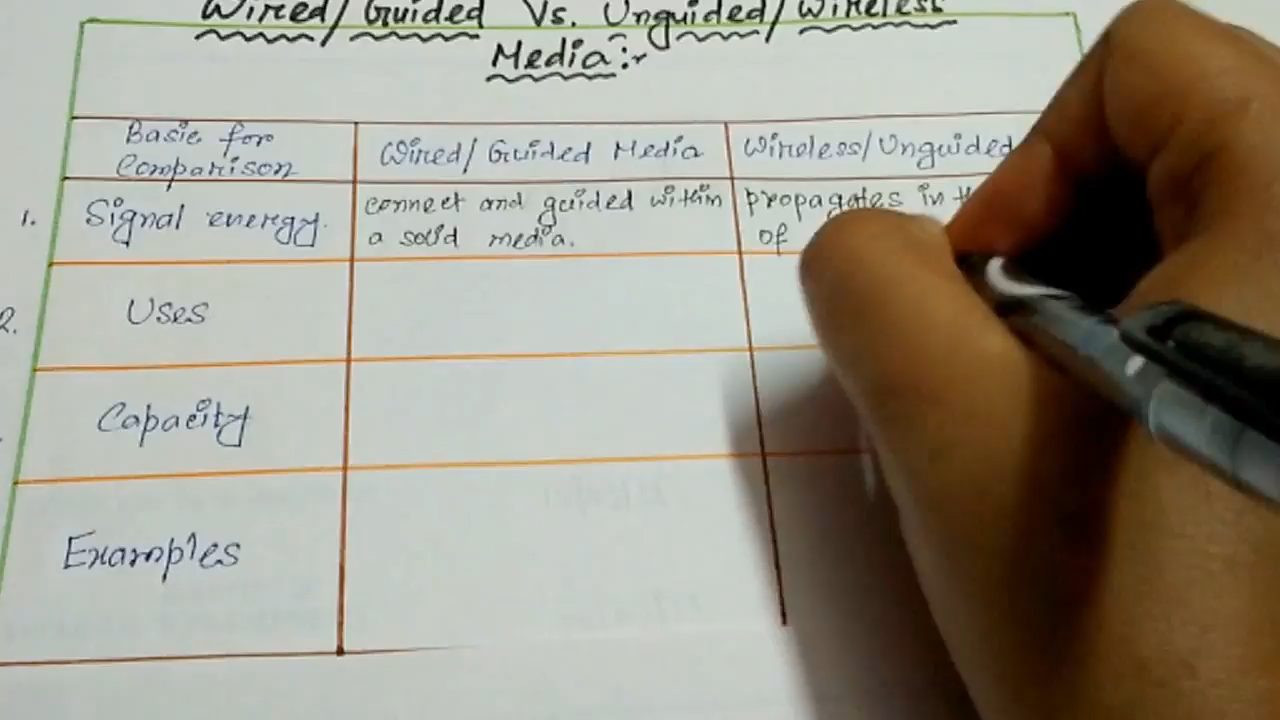 Wired/ Guided Vs. Unguided/ Wireless
Media:-
Basic for
Comparison
Wired/ Guided Media
Wireless/Unguided
1.
Signal energy.
connect and guided within
a solid media.
propagates in
of
2.
Uses
Capacity
Examples